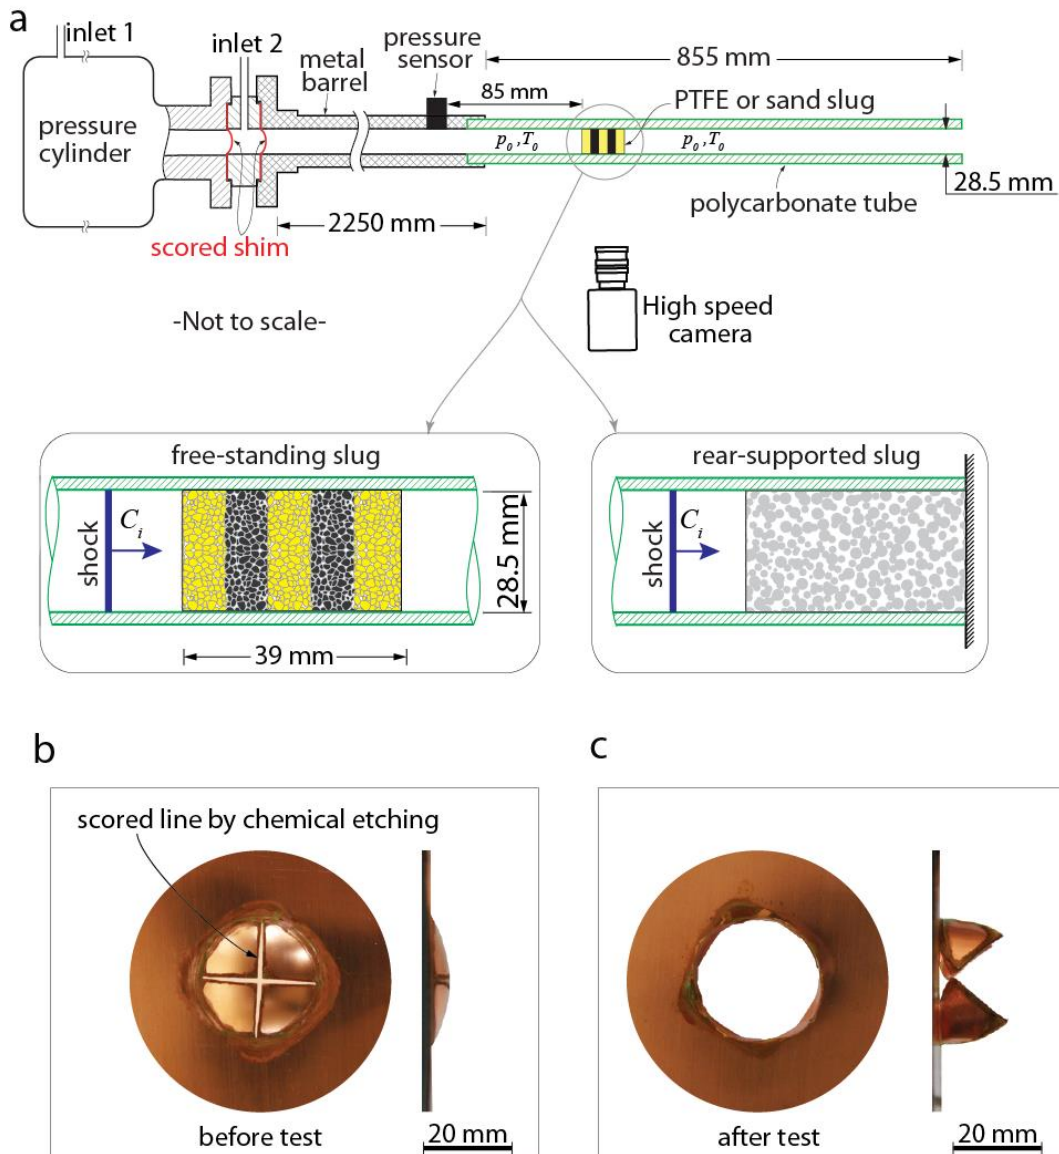 a
inlet 1
inlet 2
pressure
sensor
metal
barrel
855 mm
85 mm
PTFE or sand slug
pressure
cylinder
p₀,T₀
p₀,T₀
28.5 mm
polycarbonate tube
2250 mm
scored shim
-Not to scale-
High speed
camera
free-standing slug
shock
Cᵢ
28.5 mm
39 mm
rear-supported slug
shock
Cᵢ
b
scored line by chemical etching
before test
20 mm
c
after test
20 mm